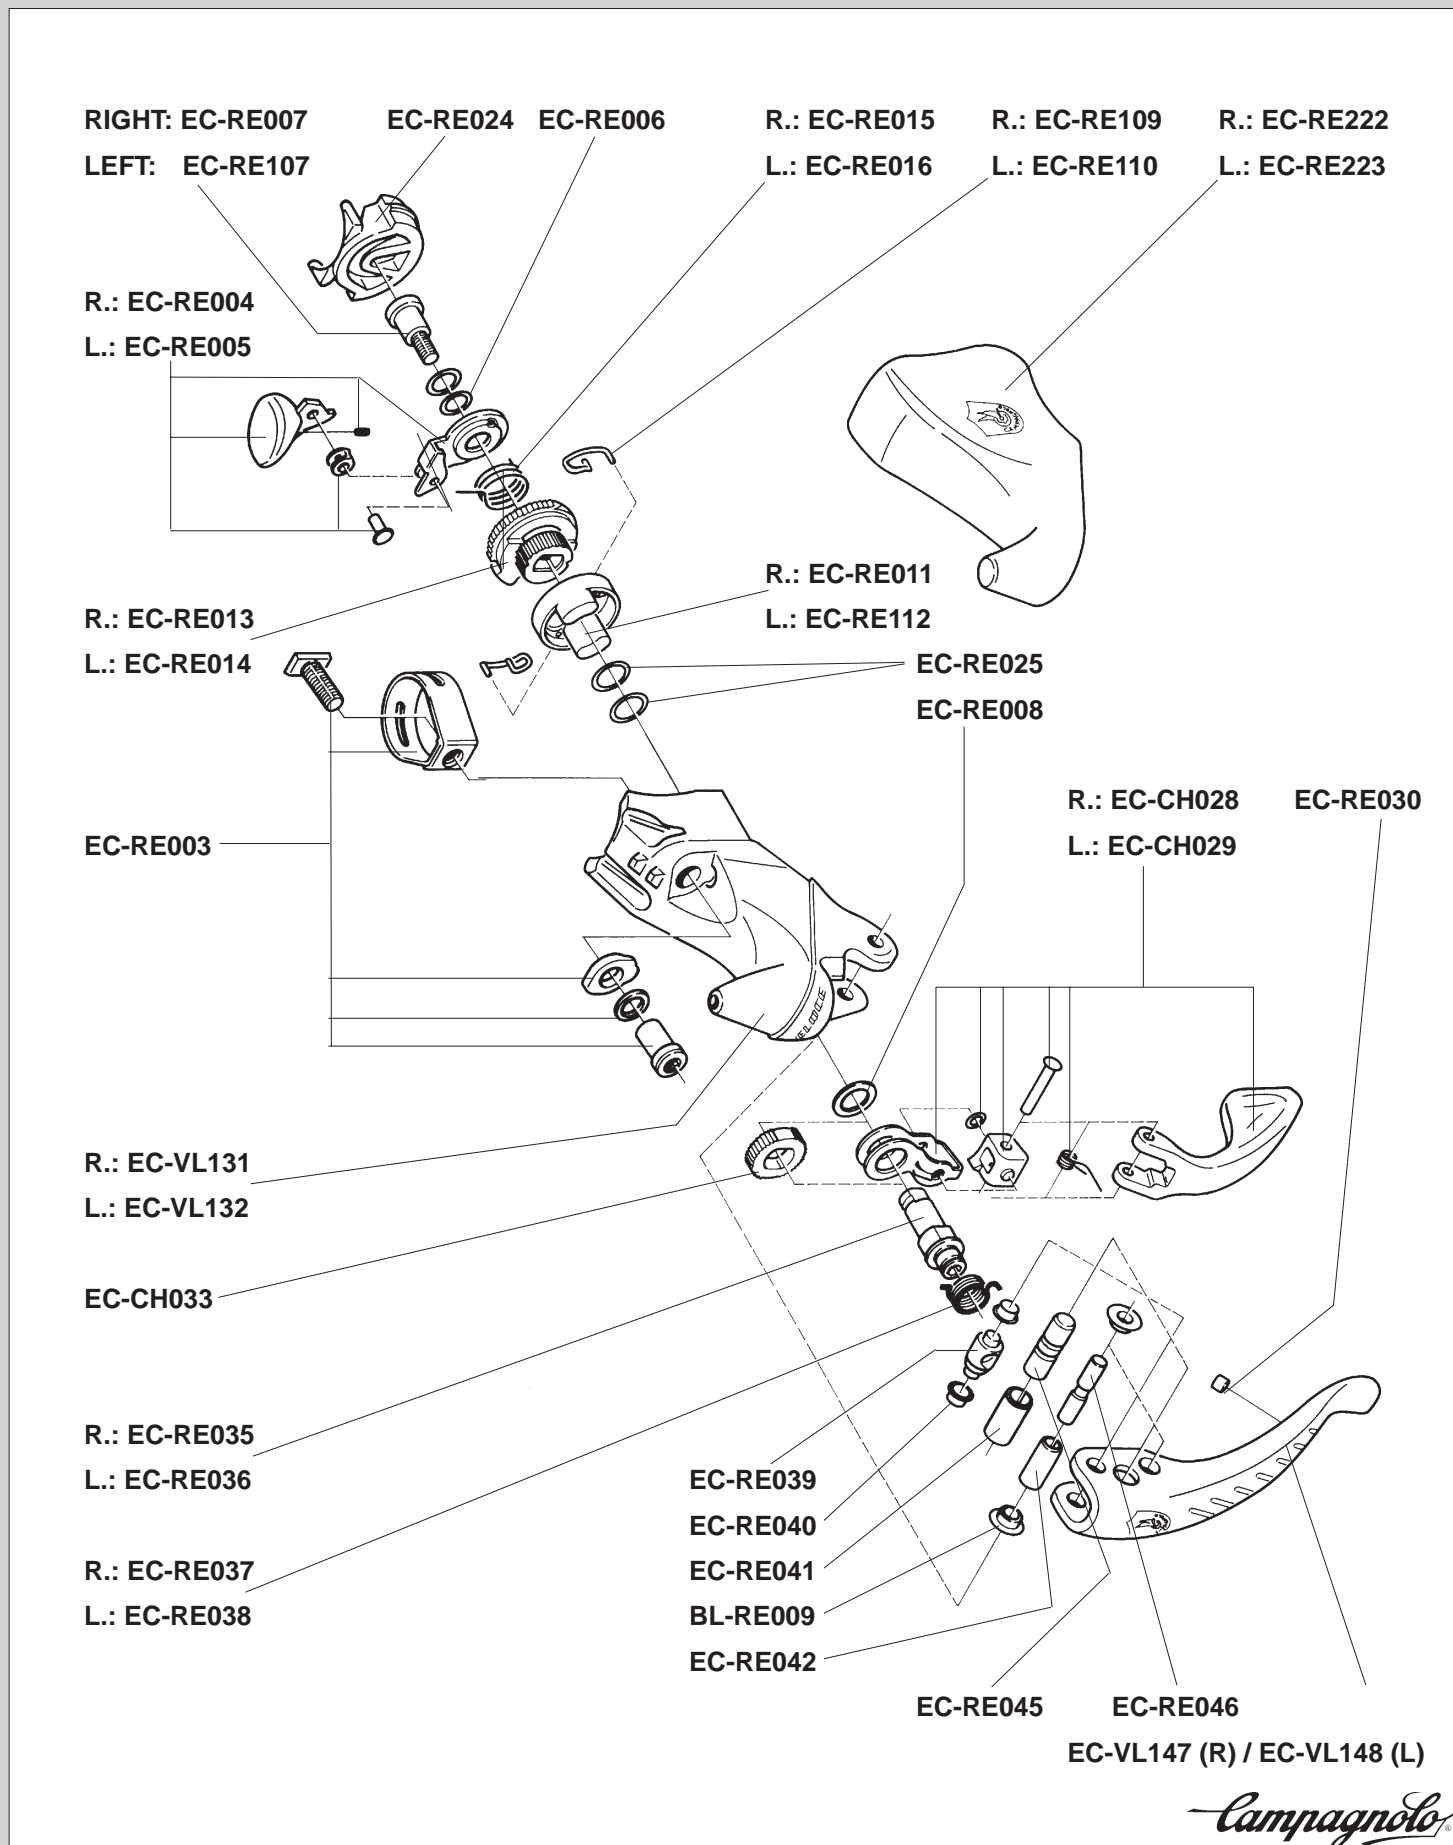 RIGHT: EC-RE007 EC-RE024 EC-RE006 R.: EC-RE015 R.: EC-RE109 R.: EC-RE222
LEFT: EC-RE107 L.: EC-RE016 L.: EC-RE110 L.: EC-RE223
R.: EC-RE004
L.: EC-RE005
R.: EC-RE011
R.: EC-RE013 L.: EC-RE112
L.: EC-RE014 EC-RE025
EC-RE008
R.: EC-CH028 EC-RE030
EC-RE003 L.: EC-CH029
VELOCE
R.: EC-VL131
L.: EC-VL132
EC-CH033
R.: EC-RE035
L.: EC-RE036 EC-RE039
EC-RE040
R.: EC-RE037 EC-RE041
L.: EC-RE038 BL-RE009
EC-RE042
EC-RE045 EC-RE046
EC-VL147 (R) / EC-VL148 (L)
Campagnolo